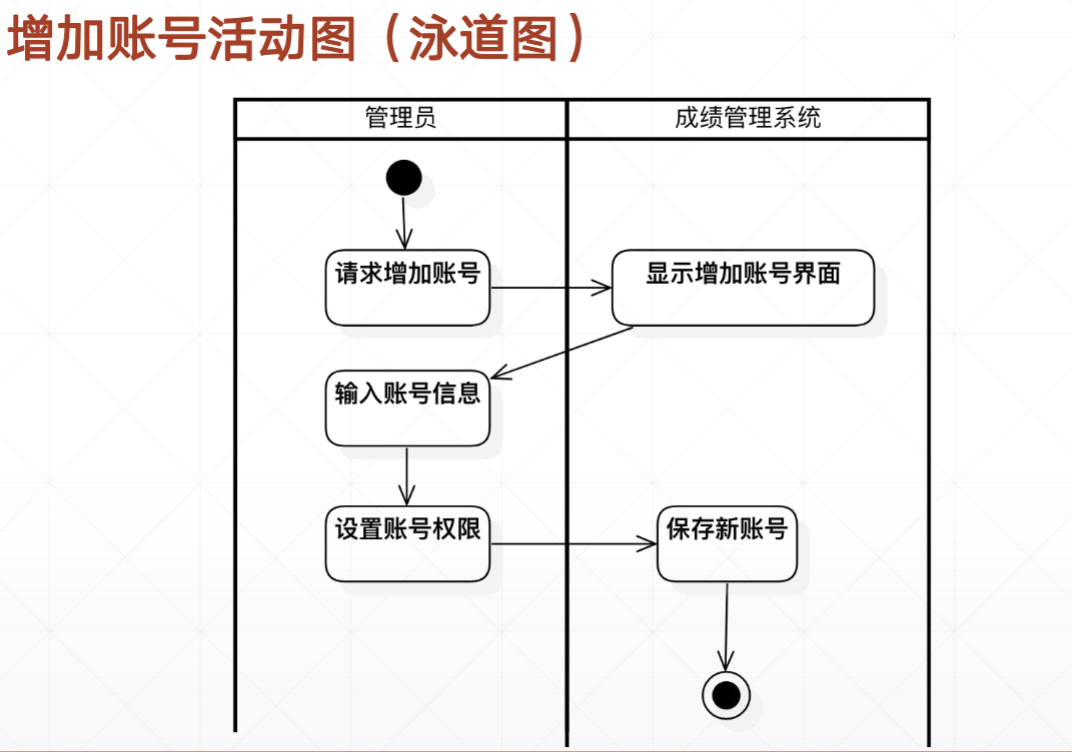 增加账号活动图（泳道图）
管理员
成绩管理系统
请求增加账号
显示增加账号界面
输入账号信息
设置账号权限
保存新账号